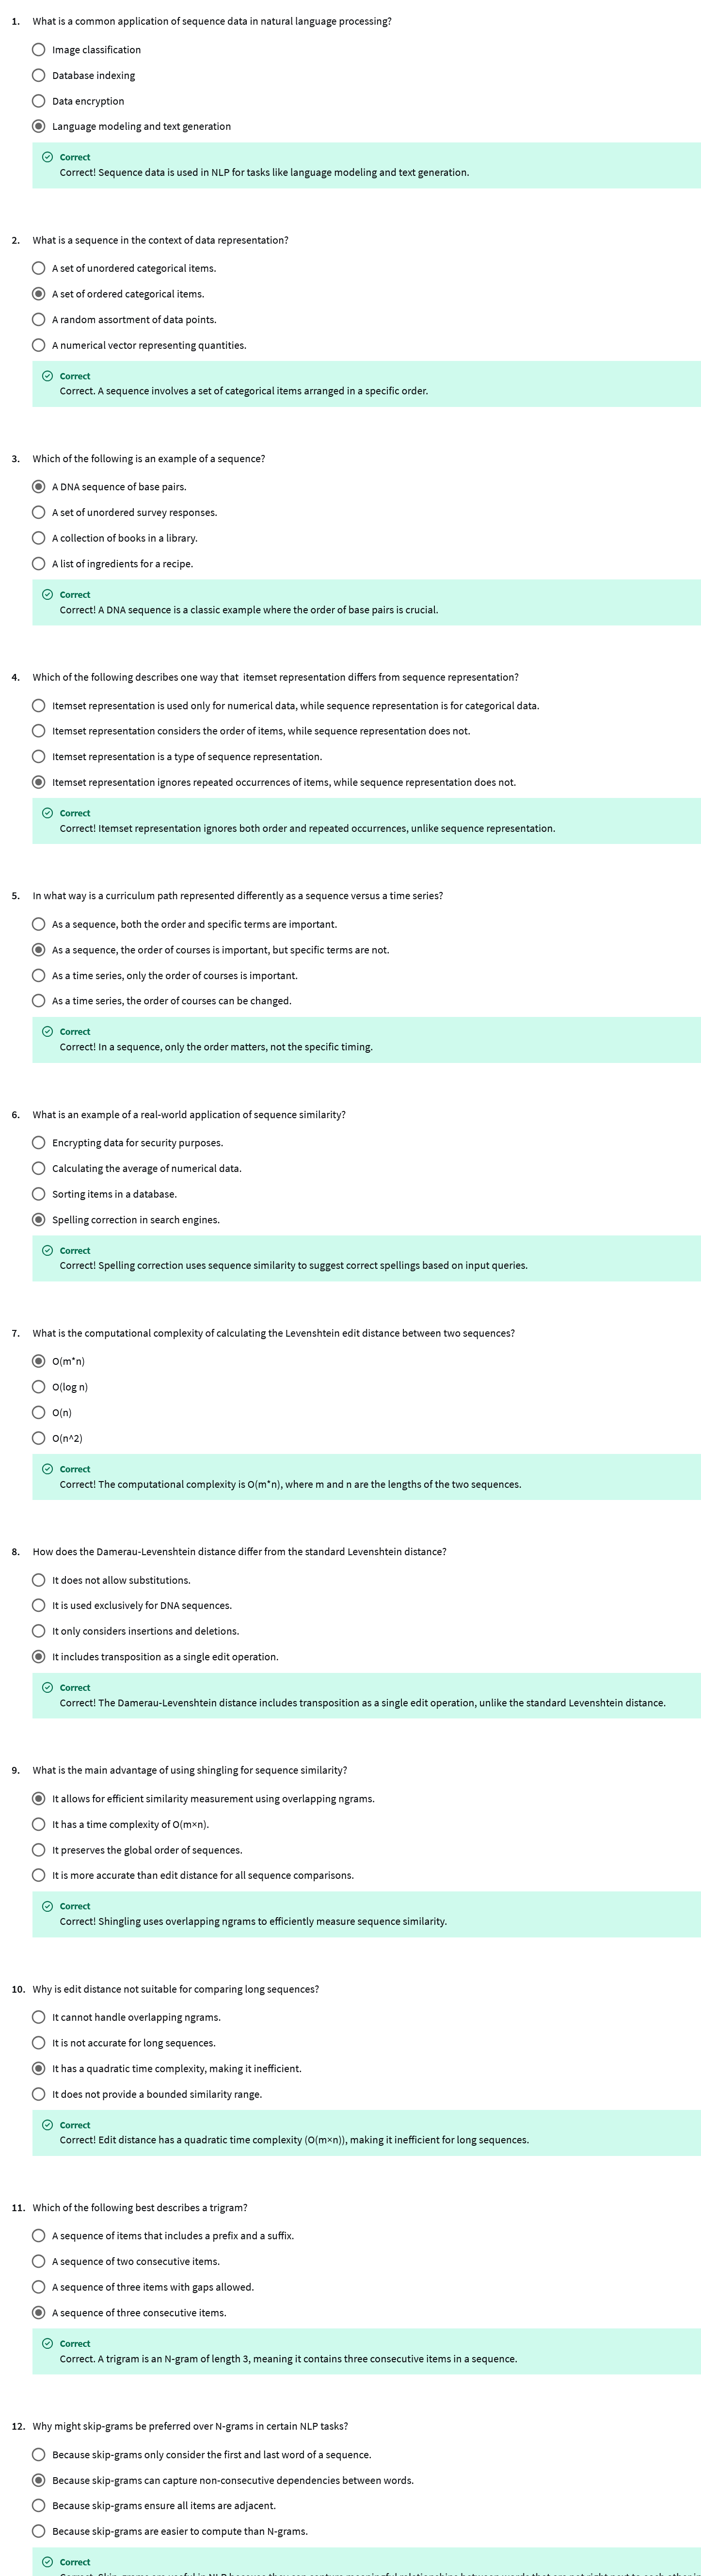 1. What is a common application of sequence data in natural language processing?
Image classification
Database indexing
Data encryption
Language modeling and text generation
Correct
Correct! Sequence data is used in NLP for tasks like language modeling and text generation.
2. What is a sequence in the context of data representation?
A set of unordered categorical items.
A set of ordered categorical items.
A random assortment of data points.
A numerical vector representing quantities.
Correct
Correct. A sequence involves a set of categorical items arranged in a specific order.
3. Which of the following is an example of a sequence?
A DNA sequence of base pairs.
A set of unordered survey responses.
A collection of books in a library.
A list of ingredients for a recipe.
Correct
Correct! A DNA sequence is a classic example where the order of base pairs is crucial.
4. Which of the following describes one way that itemset representation differs from sequence representation?
Itemset representation is used only for numerical data, while sequence representation is for categorical data.
Itemset representation considers the order of items, while sequence representation does not.
Itemset representation is a type of sequence representation.
Itemset representation ignores repeated occurrences of items, while sequence representation does not.
Correct
Correct! Itemset representation ignores both order and repeated occurrences, unlike sequence representation.
5. In what way is a curriculum path represented differently as a sequence versus a time series?
As a sequence, both the order and specific terms are important.
As a sequence, the order of courses is important, but specific terms are not.
As a time series, only the order of courses is important.
As a time series, the order of courses can be changed.
Correct
Correct! In a sequence, only the order matters, not the specific timing.
6. What is an example of a real-world application of sequence similarity?
Encrypting data for security purposes.
Calculating the average of numerical data.
Sorting items in a database.
Spelling correction in search engines.
Correct
Correct! Spelling correction uses sequence similarity to suggest correct spellings based on input queries.
7. What is the computational complexity of calculating the Levenshtein edit distance between two sequences?
O(m*n)
O(log n)
O(n)
O(n^2)
Correct
Correct! The computational complexity is O(m*n), where m and n are the lengths of the two sequences.
8. How does the Damerau-Levenshtein distance differ from the standard Levenshtein distance?
It does not allow substitutions.
It is used exclusively for DNA sequences.
It only considers insertions and deletions.
It includes transposition as a single edit operation.
Correct
Correct! The Damerau-Levenshtein distance includes transposition as a single edit operation, unlike the standard Levenshtein distance.
9. What is the main advantage of using shingling for sequence similarity?
It allows for efficient similarity measurement using overlapping ngrams.
It has a time complexity of O(m×n).
It preserves the global order of sequences.
It is more accurate than edit distance for all sequence comparisons.
Correct
Correct! Shingling uses overlapping ngrams to efficiently measure sequence similarity.
10. Why is edit distance not suitable for comparing long sequences?
It cannot handle overlapping ngrams.
It is not accurate for long sequences.
It has a quadratic time complexity, making it inefficient.
It does not provide a bounded similarity range.
Correct
Correct! Edit distance has a quadratic time complexity (O(m×n)), making it inefficient for long sequences.
11. Which of the following best describes a trigram?
A sequence of items that includes a prefix and a suffix.
A sequence of two consecutive items.
A sequence of three items with gaps allowed.
A sequence of three consecutive items.
Correct
Correct. A trigram is an N-gram of length 3, meaning it contains three consecutive items in a sequence.
12. Why might skip-grams be preferred over N-grams in certain NLP tasks?
Because skip-grams only consider the first and last word of a sequence.
Because skip-grams can capture non-consecutive dependencies between words.
Because skip-grams ensure all items are adjacent.
Because skip-grams are easier to compute than N-grams.
Correct